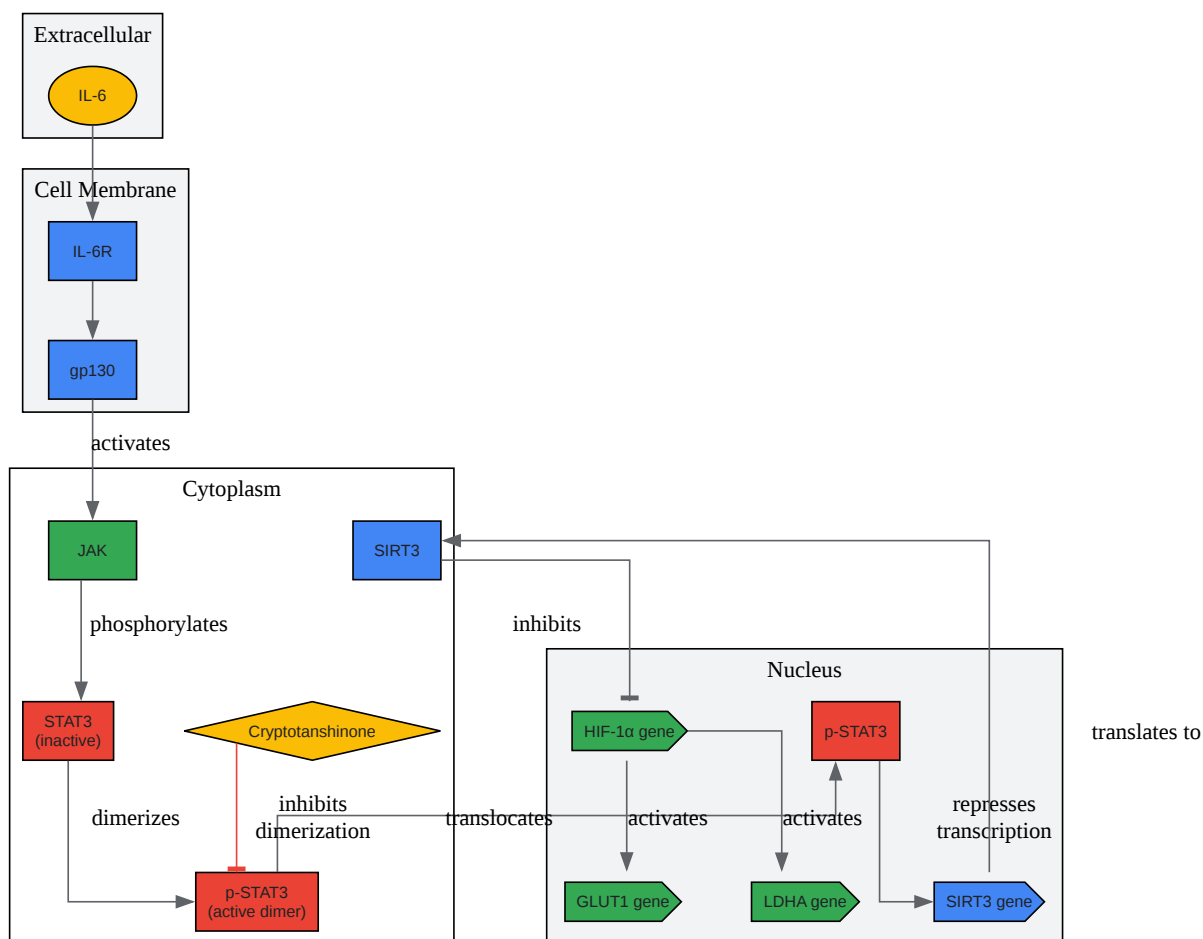 Extracellular
IL-6
Cell Membrane
IL-6R
gp130
activates
Cytoplasm
JAK
SIRT3
phosphorylates
inhibits
Nucleus
STAT3
(inactive)
Cryptotanshinone
HIF-1α gene
p-STAT3
translates to
dimerizes
inhibits
dimerization
translocates
activates
activates
represses
transcription
p-STAT3
(active dimer)
GLUT1 gene
LDHA gene
SIRT3 gene